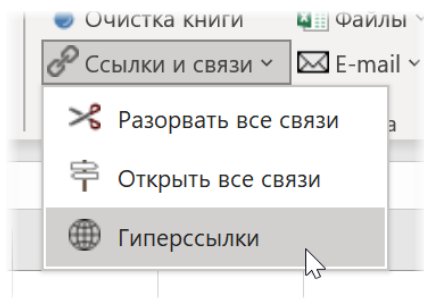 Очистка книги
Файлы
Ссылки и связи
E-mail
Разорвать все связи
а
Открыть все связи
Гиперссылки